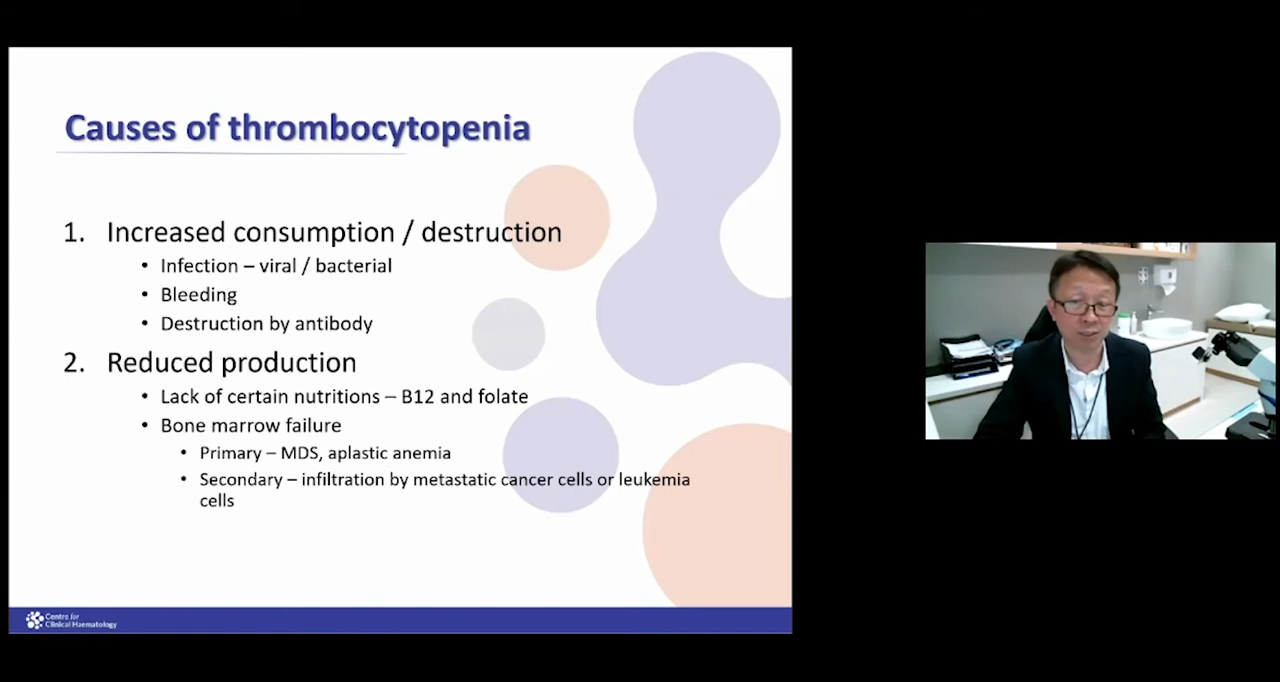 Causes of thrombocytopenia
1. Increased consumption / destruction
• Infection – viral / bacterial
• Bleeding
• Destruction by antibody
2. Reduced production
• Lack of certain nutritions – B12 and folate
• Bone marrow failure
• Primary – MDS, aplastic anemia
• Secondary – infiltration by metastatic cancer cells or leukemia
cells
Centre for
Clinical Haematology